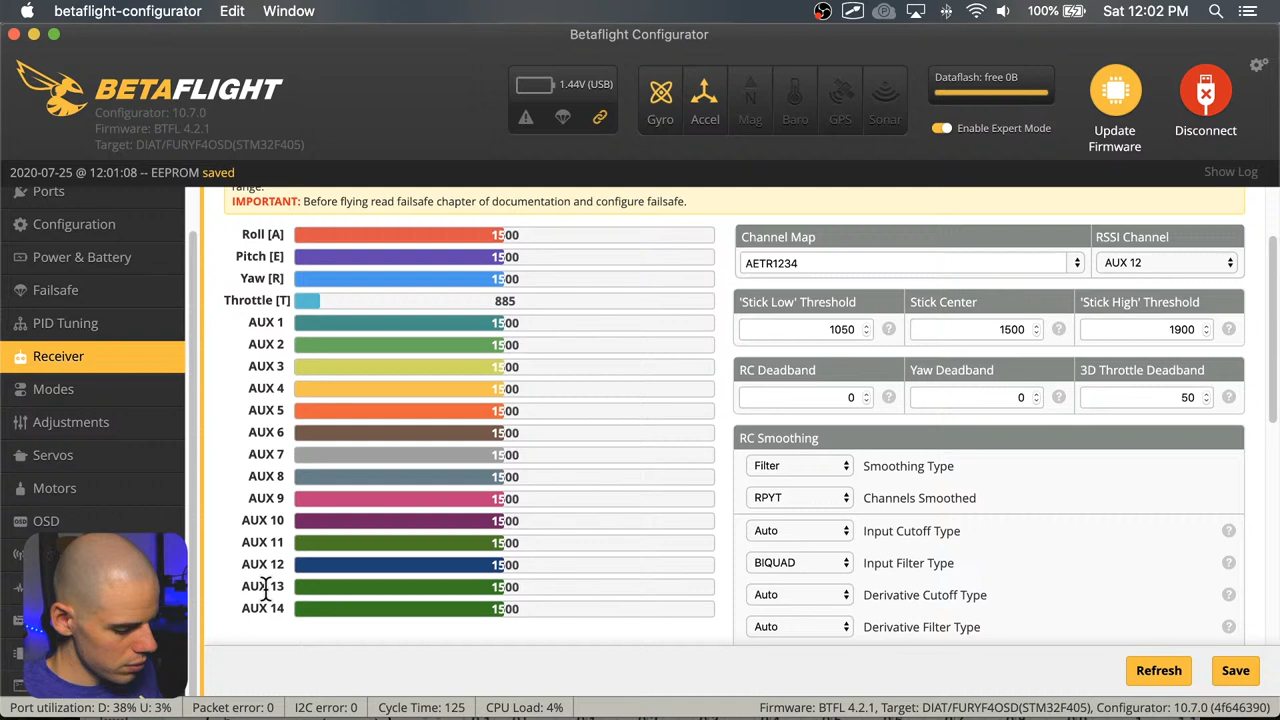 betaflight-configurator Edit Window 100% Sat 12:02 PM
Betaflight Configurator
BETAFLIGHT
Configurator: 10.7.0
Firmware: BTFL 4.2.1
Target: DIAT/FURYF4OSD(STM32F405)
1.44V (USB)
Gyro Accel Mag Baro GPS Sonar
Dataflash: free 0B
Enable Expert Mode
Update Firmware
Disconnect
2020-07-25 @ 12:01:08 -- EEPROM saved
Show Log
Ports
Configuration
Power & Battery
Failsafe
PID Tuning
Receiver
Modes
Adjustments
Servos
Motors
OSD
range.
IMPORTANT: Before flying read failsafe chapter of documentation and configure failsafe.
Roll [A] 1500
Pitch [E] 1500
Yaw [R] 1500
Throttle [T] 885
AUX 1 1500
AUX 2 1500
AUX 3 1500
AUX 4 1500
AUX 5 1500
AUX 6 1500
AUX 7 1500
AUX 8 1500
AUX 9 1500
AUX 10 1500
AUX 11 1500
AUX 12 1500
AUX 13 1500
AUX 14 1500
Channel Map RSSI Channel
AETR1234 AUX 12
'Stick Low' Threshold Stick Center 'Stick High' Threshold
1050 ? 1500 ? 1900 ?
RC Deadband Yaw Deadband 3D Throttle Deadband
0 ? 0 ? 50 ?
RC Smoothing
Filter Smoothing Type
RPYT Channels Smoothed
Auto Input Cutoff Type ?
BIQUAD Input Filter Type ?
Auto Derivative Cutoff Type ?
Auto Derivative Filter Type ?
Refresh Save
Port utilization: D: 38% U: 3% Packet error: 0 I2C error: 0 Cycle Time: 125 CPU Load: 4% Firmware: BTFL 4.2.1, Target: DIAT/FURYF4OSD(STM32F405), Configurator: 10.7.0 (4f646390)